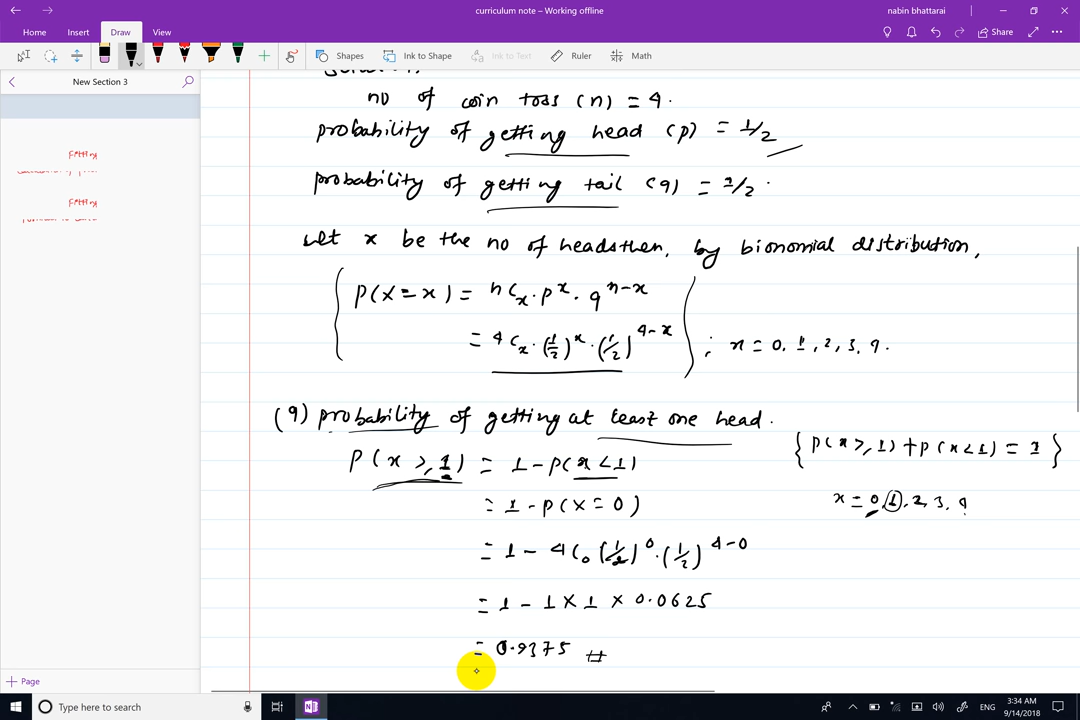 curriculum note – Working offline
nabin bhattarai
Home Insert Draw View
Share
Shapes Ink to Shape Ink to Text Ruler Math
New Section 3
no of coin toss (n) = 4.
probability of getting head (p) = 1/2
probability of getting tail (q) = 1/2.
Let x be the no of heads then, by bionomial distribution,
P(X=x) = nCx . p^x . q^n-x
= 4Cx . (1/2)^x . (1/2)^4-x ; x = 0, 1, 2, 3, 4.
(a) probability of getting at least one head.
P(x ≥ 1) = 1 - P(x < 1)
{P(x ≥ 1) + P(x < 1) = 1}
x = 0, 1, 2, 3, 4
= 1 - P(X = 0)
= 1 - 4C0 (1/2)^0 . (1/2)^4-0
= 1 - 1 × 1 × 0.0625
= 0.9375 #
+ Page
Type here to search
ENG
3:34 AM
9/14/2018